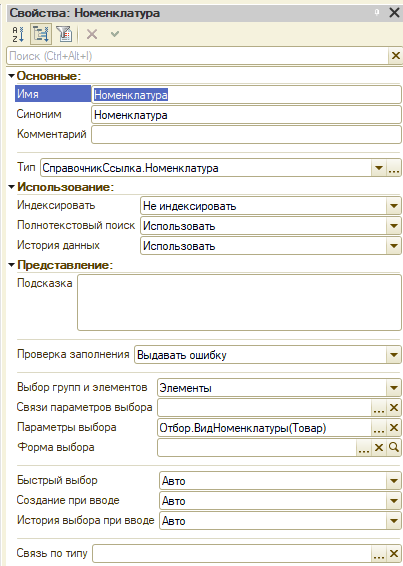 Свойства: Номенклатура
Поиск (Ctrl+Alt+I)
Основные:
Имя Номенклатура
Синоним Номенклатура
Комментарий
Тип СправочникСсылка.Номенклатура
Использование:
Индексировать Не индексировать
Полнотекстовый поиск Использовать
История данных Использовать
Представление:
Подсказка
Проверка заполнения Выдавать ошибку
Выбор групп и элементов Элементы
Связи параметров выбора
Параметры выбора Отбор.ВидНоменклатуры(Товар)
Форма выбора
Быстрый выбор Авто
Создание при вводе Авто
История выбора при вводе Авто
Связь по типу